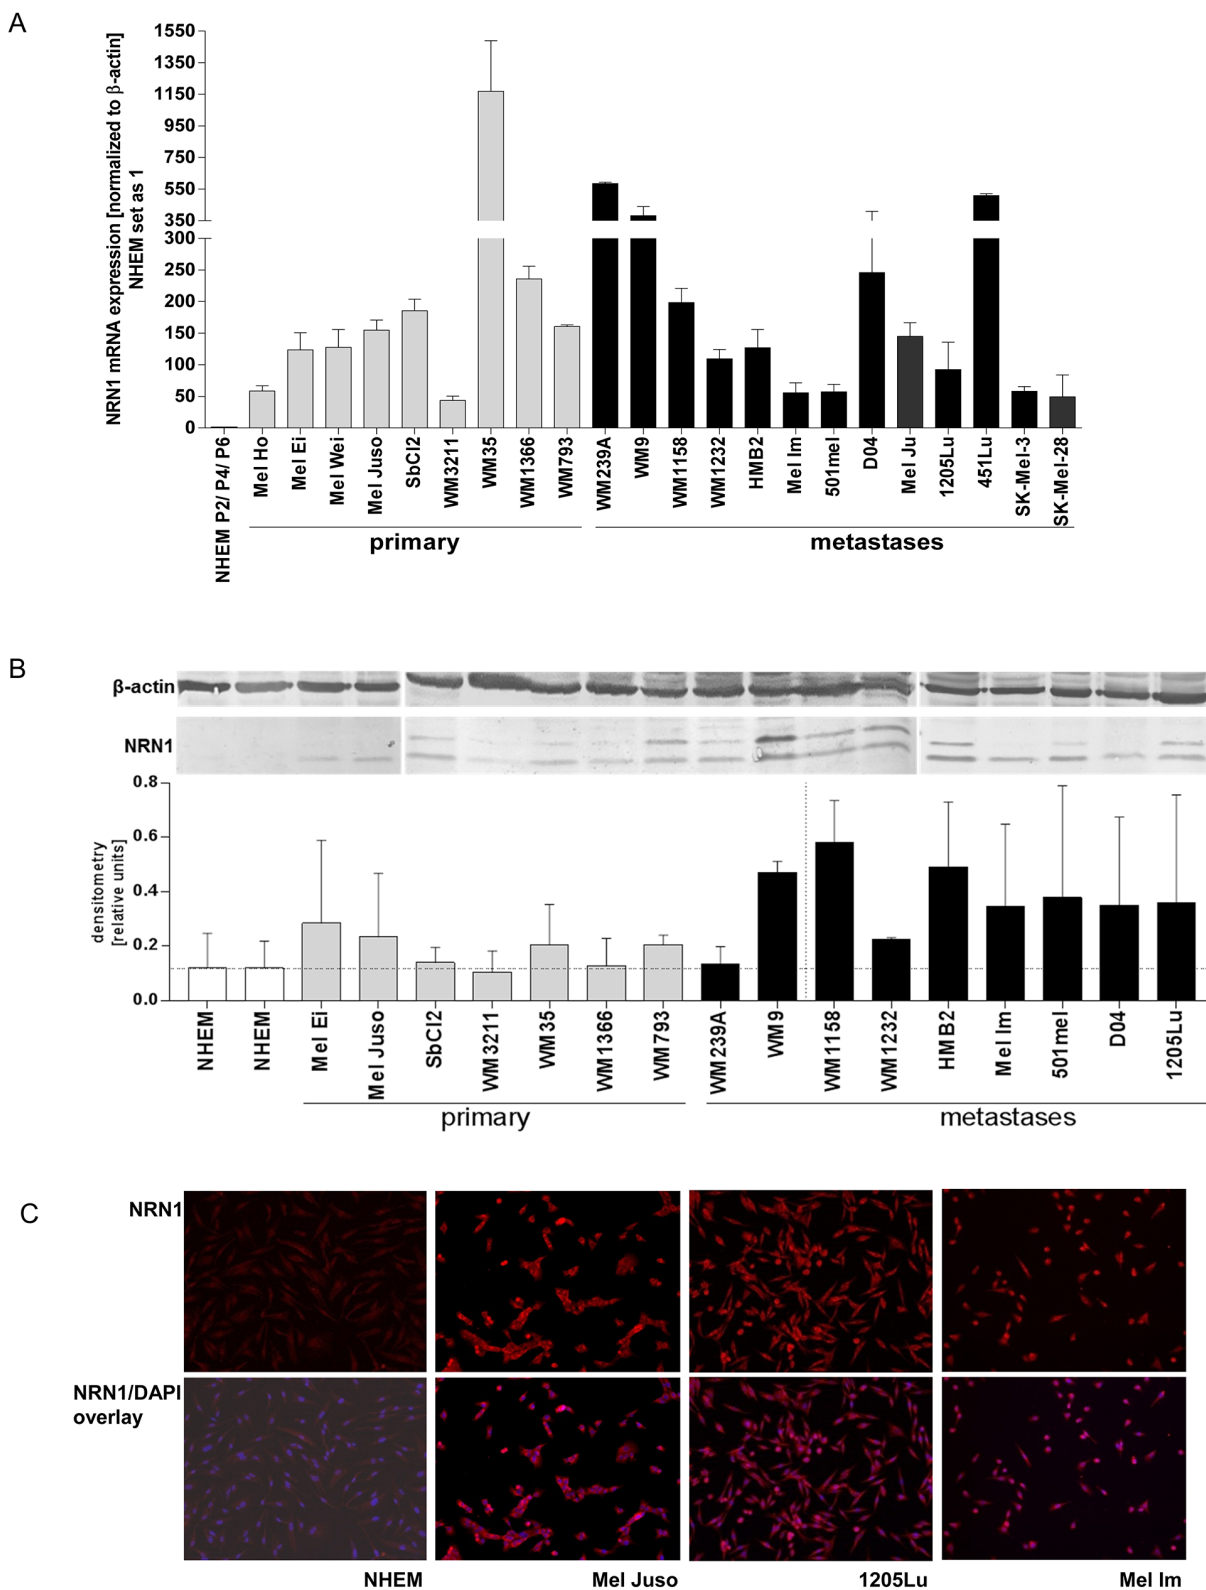 A
NRN1 mRNA expression [normalized to β-actin]
NHEM set as 1
1550
1350
1150
950
750
550
350
300
250
200
150
100
50
0
NHEM P2/ P4/ P6
Mel Ho
Mel Ei
Mel Wei
Mel Juso
SbCl2
WM3211
WM35
WM1366
WM793
WM239A
WM9
WM1158
WM1232
HMB2
Mel Im
501mel
D04
Mel Ju
1205Lu
451Lu
SK-Mel-3
SK-Mel-28
primary
metastases
B
β-actin
NRN1
densitometry
[relative units]
0.8
0.6
0.4
0.2
0.0
NHEM
NHEM
Mel Ei
Mel Juso
SbCl2
WM3211
WM35
WM1366
WM793
WM239A
WM9
WM1158
WM1232
HMB2
Mel Im
501mel
D04
1205Lu
primary
metastases
C
NRN1
NRN1/DAPI
overlay
NHEM
Mel Juso
1205Lu
Mel Im